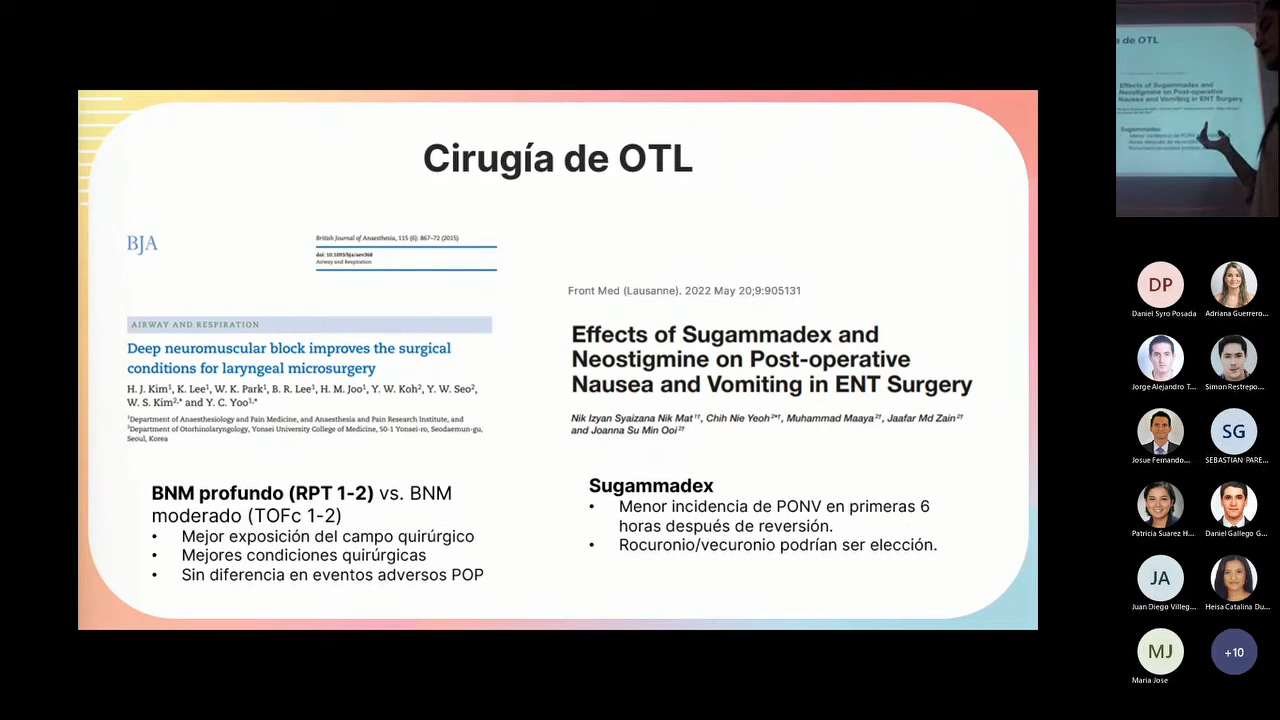 Cirugía de OTL
BJA
British Journal of Anaesthesia, 115 (6): 867–72 (2015)
doi: 10.1093/bja/aev368
Airway and Respiration
AIRWAY AND RESPIRATION
Deep neuromuscular block improves the surgical
conditions for laryngeal microsurgery
H. J. Kim¹, K. Lee¹, W. K. Park¹, B. R. Lee¹, H. M. Joo¹, Y. W. Koh², Y. W. Seo²,
W. S. Kim²,* and Y. C. Yoo¹,*
¹Department of Anaesthesiology and Pain Medicine, and Anaesthesia and Pain Research Institute, and
²Department of Otorhinolaryngology, Yonsei University College of Medicine, 50-1 Yonsei-ro, Seodaemun-gu,
Seoul, Korea
BNM profundo (RPT 1-2) vs. BNM
moderado (TOFc 1-2)
• Mejor exposición del campo quirúrgico
• Mejores condiciones quirúrgicas
• Sin diferencia en eventos adversos POP
Front Med (Lausanne). 2022 May 20;9:905131
Effects of Sugammadex and
Neostigmine on Post-operative
Nausea and Vomiting in ENT Surgery
Nik Izyan Syaizana Nik Mat¹†, Chih Nie Yeoh²*†, Muhammad Maaya²†, Jaafar Md Zain²†
and Joanna Su Min Ooi²†
Sugammadex
• Menor incidencia de PONV en primeras 6
horas después de reversión.
• Rocuronio/vecuronio podrían ser elección.
a de OTL
Effects of Sugammadex and
Neostigmine on Post-operative
Nausea and Vomiting in ENT Surgery
Sugammadex
DP
Daniel Syro Posada
Adriana Guerrero...
Jorge Alejandro T...
Simon Restrepo...
Josue Fernando...
SG
SEBASTIAN PARE...
Patricia Suarez H...
Daniel Gallego G...
JA
Juan Diego Villeg...
Heisa Catalina Du...
MJ
Maria Jose
+10